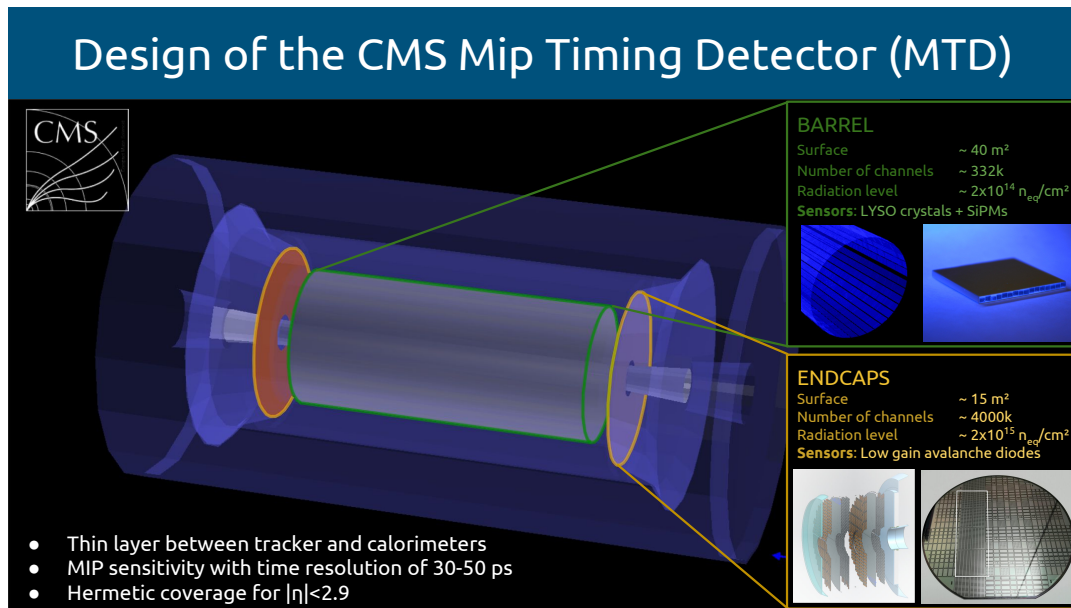 Design of the CMS Mip Timing Detector (MTD)
CMS
BARREL
Surface ~ 40 m²
Number of channels ~ 332k
Radiation level ~ 2x10¹⁴ n_eq/cm²
Sensors: LYSO crystals + SiPMs
ENDCAPS
Surface ~ 15 m²
Number of channels ~ 4000k
Radiation level ~ 2x10¹⁵ n_eq/cm²
Sensors: Low gain avalanche diodes
● Thin layer between tracker and calorimeters
● MIP sensitivity with time resolution of 30-50 ps
● Hermetic coverage for |η|<2.9